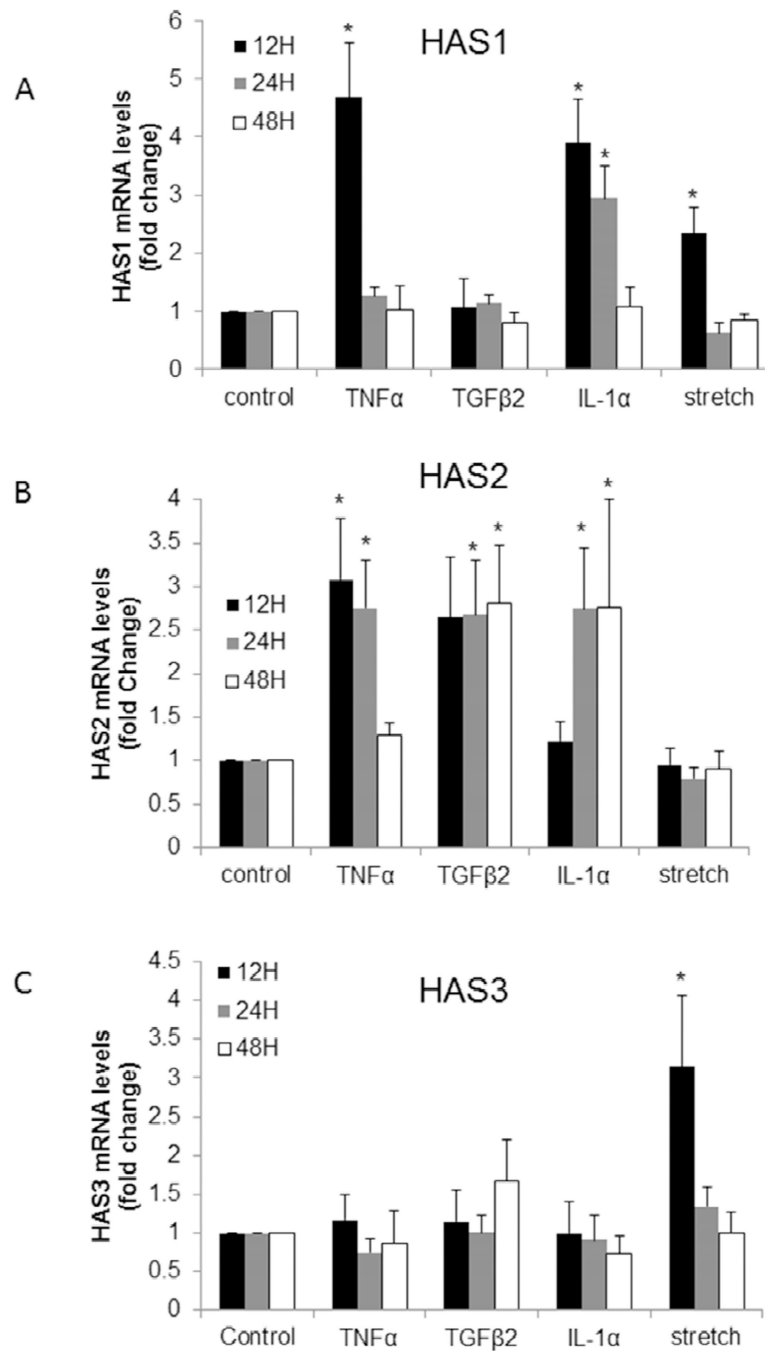 A
HAS1
12H
24H
48H
HAS1 mRNA levels
(fold change)
6
5
4
3
2
1
0
* * * *
control TNFα TGFβ2 IL-1α stretch
B
HAS2
12H
24H
48H
HAS2 mRNA levels
(fold Change)
4
3.5
3
2.5
2
1.5
1
0.5
0
* * * * * *
control TNFα TGFβ2 IL-1α stretch
C
HAS3
12H
24H
48H
HAS3 mRNA levels
(fold change)
4.5
4
3.5
3
2.5
2
1.5
1
0.5
0
*
Control TNFα TGFβ2 IL-1α stretch